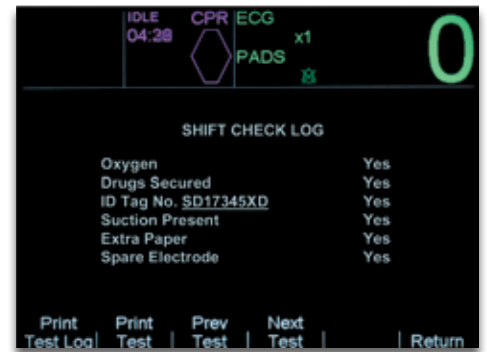 IDLE CPR ECG
04:28 x1
PADS
0
SHIFT CHECK LOG
Oxygen Yes
Drugs Secured Yes
ID Tag No. SD17345XD Yes
Suction Present Yes
Extra Paper Yes
Spare Electrode Yes
Print Print Prev Next
Test Log Test Test Test Return